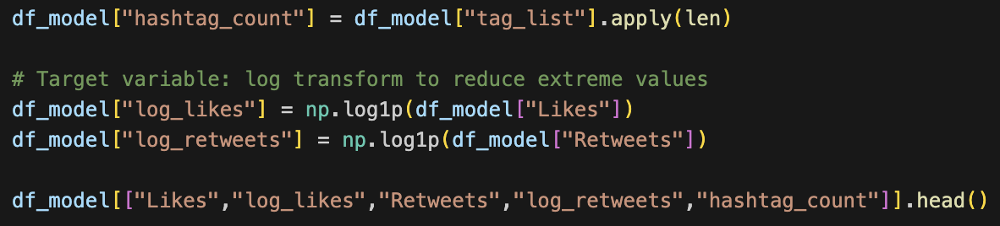 df_model["hashtag_count"] = df_model["tag_list"].apply(len)
# Target variable: log transform to reduce extreme values
df_model["log_likes"] = np.log1p(df_model["Likes"])
df_model["log_retweets"] = np.log1p(df_model["Retweets"])
df_model[["Likes","log_likes","Retweets","log_retweets","hashtag_count"]].head()